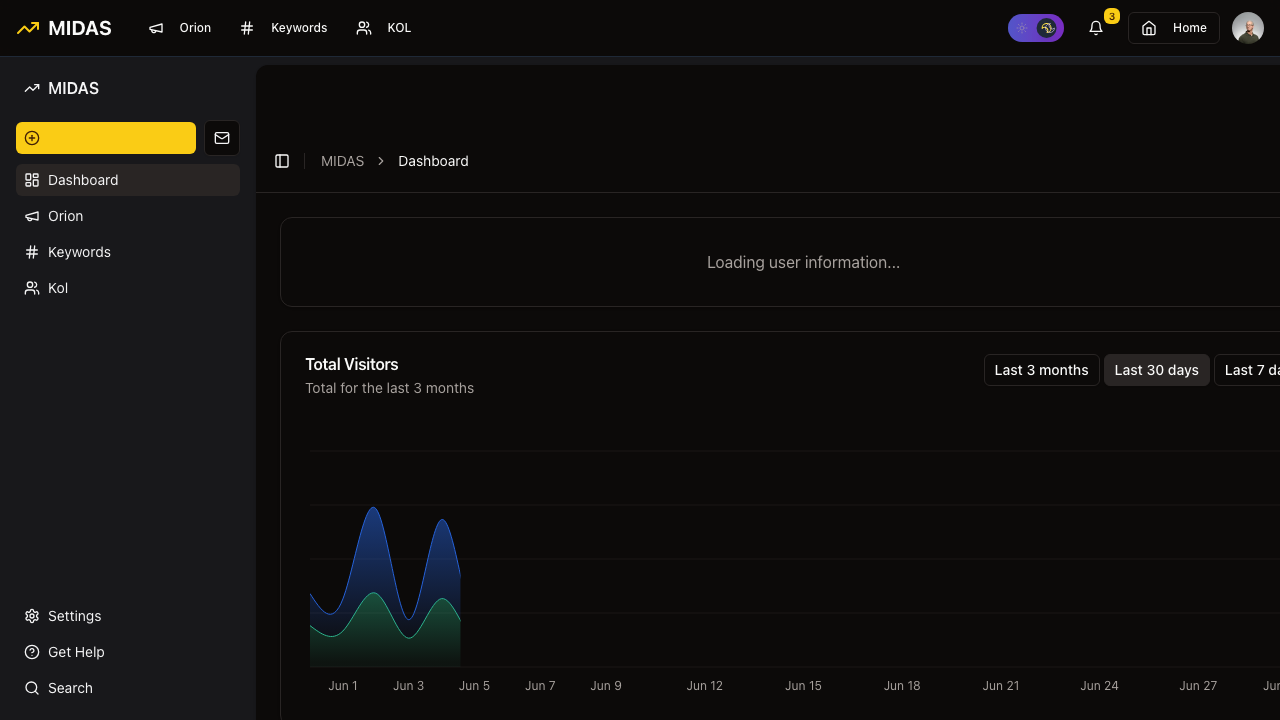 MIDAS
Orion
Keywords
KOL
3
Home
MIDAS
Dashboard
Orion
Keywords
Kol
Settings
Get Help
Search
MIDAS
Dashboard
Loading user information...
Total Visitors
Total for the last 3 months
Last 3 months
Last 30 days
Last 7 da
Jun 1
Jun 3
Jun 5
Jun 7
Jun 9
Jun 12
Jun 15
Jun 18
Jun 21
Jun 24
Jun 27
Jun